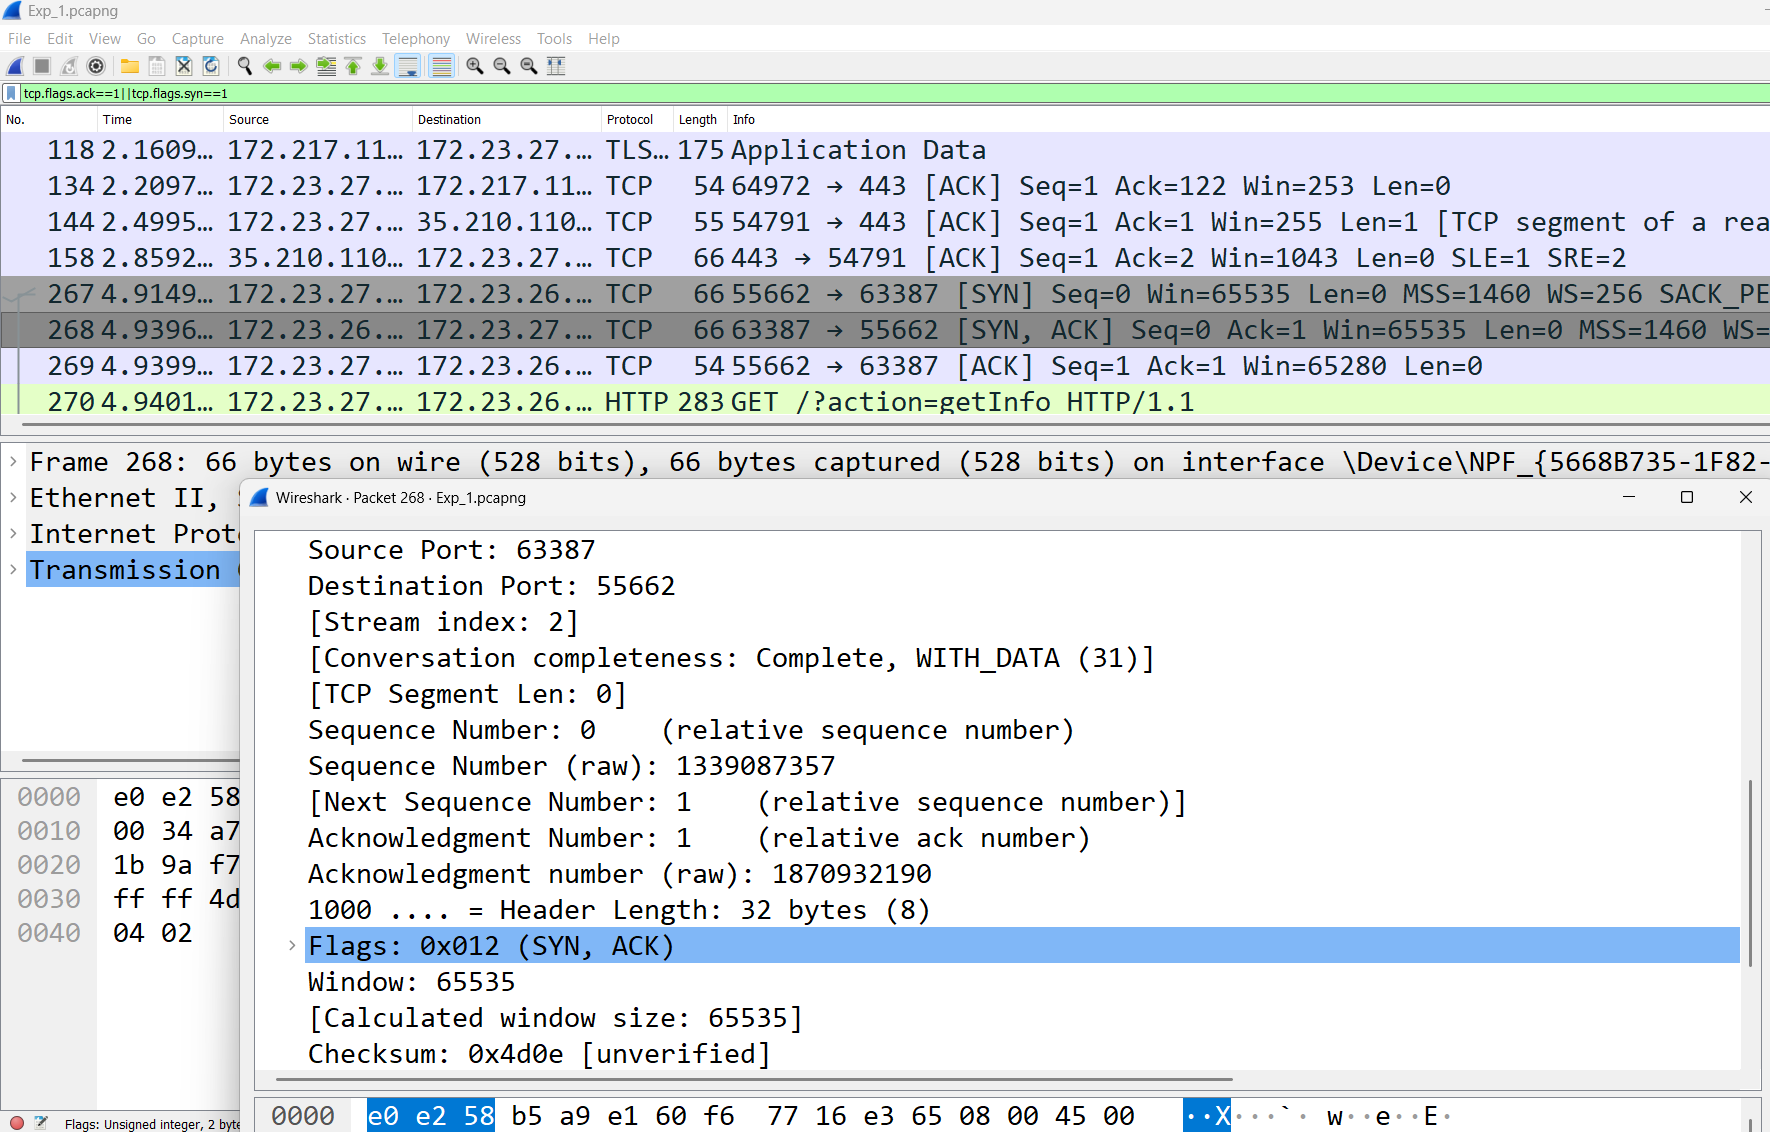 Exp_1.pcapng
File Edit View Go Capture Analyze Statistics Telephony Wireless Tools Help
tcp.flags.ack==1||tcp.flags.syn==1
No. Time Source Destination Protocol Length Info
118 2.1609… 172.217.11… 172.23.27.… TLS… 175 Application Data
134 2.2097… 172.23.27.… 172.217.11… TCP 54 64972 → 443 [ACK] Seq=1 Ack=122 Win=253 Len=0
144 2.4995… 172.23.27.… 35.210.110… TCP 55 54791 → 443 [ACK] Seq=1 Ack=1 Win=255 Len=1 [TCP segment of a rea
158 2.8592… 35.210.110… 172.23.27.… TCP 66 443 → 54791 [ACK] Seq=1 Ack=2 Win=1043 Len=0 SLE=1 SRE=2
267 4.9149… 172.23.27.… 172.23.26.… TCP 66 55662 → 63387 [SYN] Seq=0 Win=65535 Len=0 MSS=1460 WS=256 SACK_PE
268 4.9396… 172.23.26.… 172.23.27.… TCP 66 63387 → 55662 [SYN, ACK] Seq=0 Ack=1 Win=65535 Len=0 MSS=1460 WS=
269 4.9399… 172.23.27.… 172.23.26.… TCP 54 55662 → 63387 [ACK] Seq=1 Ack=1 Win=65280 Len=0
270 4.9401… 172.23.27.… 172.23.26.… HTTP 283 GET /?action=getInfo HTTP/1.1
Frame 268: 66 bytes on wire (528 bits), 66 bytes captured (528 bits) on interface \Device\NPF_{5668B735-1F82-
Ethernet II,
Internet Proto
Transmission
Wireshark · Packet 268 · Exp_1.pcapng
Source Port: 63387
Destination Port: 55662
[Stream index: 2]
[Conversation completeness: Complete, WITH_DATA (31)]
[TCP Segment Len: 0]
Sequence Number: 0 (relative sequence number)
Sequence Number (raw): 1339087357
[Next Sequence Number: 1 (relative sequence number)]
Acknowledgment Number: 1 (relative ack number)
Acknowledgment number (raw): 1870932190
1000 .... = Header Length: 32 bytes (8)
Flags: 0x012 (SYN, ACK)
Window: 65535
[Calculated window size: 65535]
Checksum: 0x4d0e [unverified]
0000 e0 e2 58
0010 00 34 a7
0020 1b 9a f7
0030 ff ff 4d
0040 04 02
0000 e0 e2 58 b5 a9 e1 60 f6 77 16 e3 65 08 00 45 00 ··X···`· w··e··E·
Flags: Unsigned integer, 2 byte